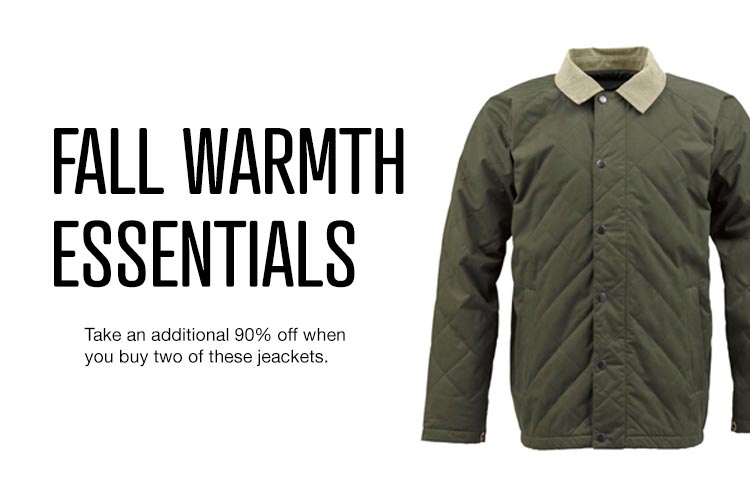 FALL WARMTH
ESSENTIALS
Take an additional 90% off when
you buy two of these jeackets.